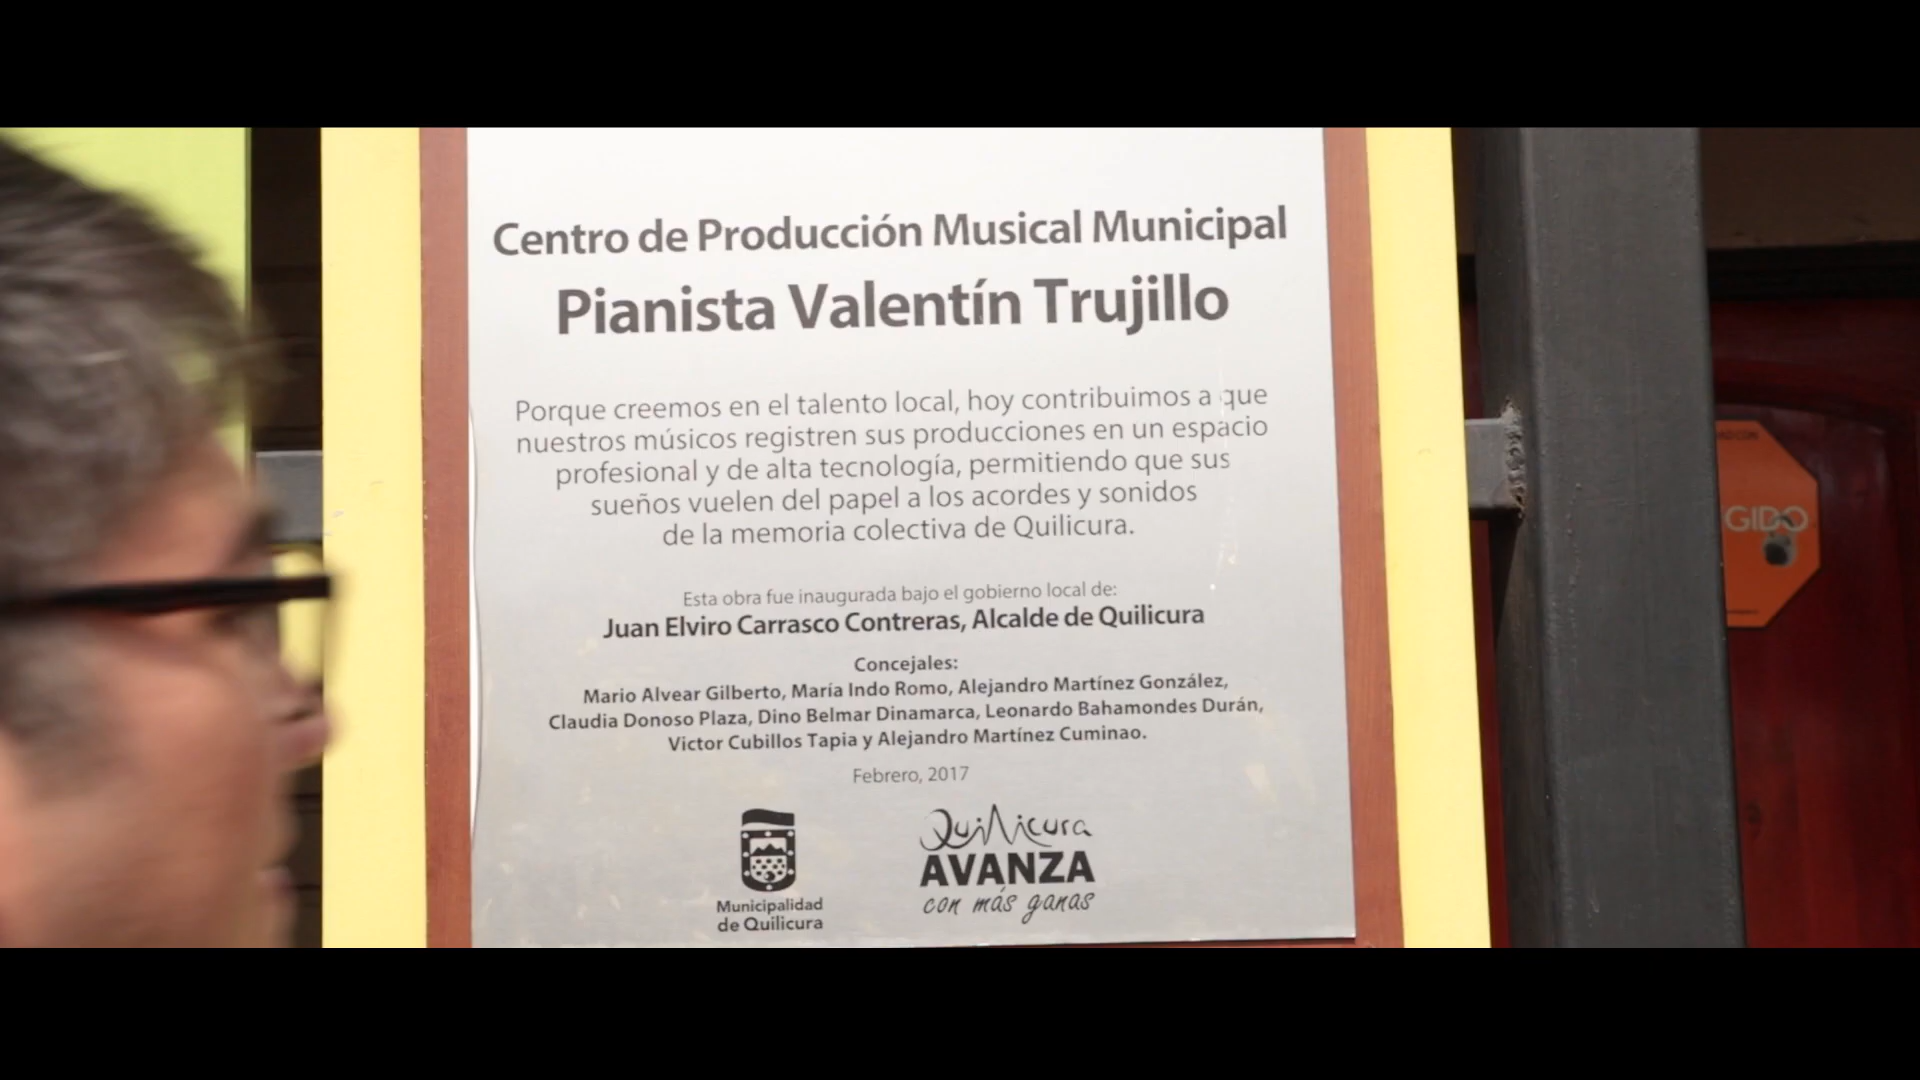 Centro de Producción Musical Municipal
Pianista Valentín Trujillo
Porque creemos en el talento local, hoy contribuimos a que
nuestros músicos registren sus producciones en un espacio
profesional y de alta tecnología, permitiendo que sus
sueños vuelen del papel a los acordes y sonidos
de la memoria colectiva de Quilicura.
Esta obra fue inaugurada bajo el gobierno local de:
Juan Elviro Carrasco Contreras, Alcalde de Quilicura
Concejales:
Mario Alvear Gilberto, María Indo Romo, Alejandro Martínez González,
Claudia Donoso Plaza, Dino Belmar Dinamarca, Leonardo Bahamondes Durán,
Victor Cubillos Tapia y Alejandro Martínez Cuminao.
Febrero, 2017
Municipalidad
de Quilicura
Quilicura
AVANZA
con más ganas
GIDO